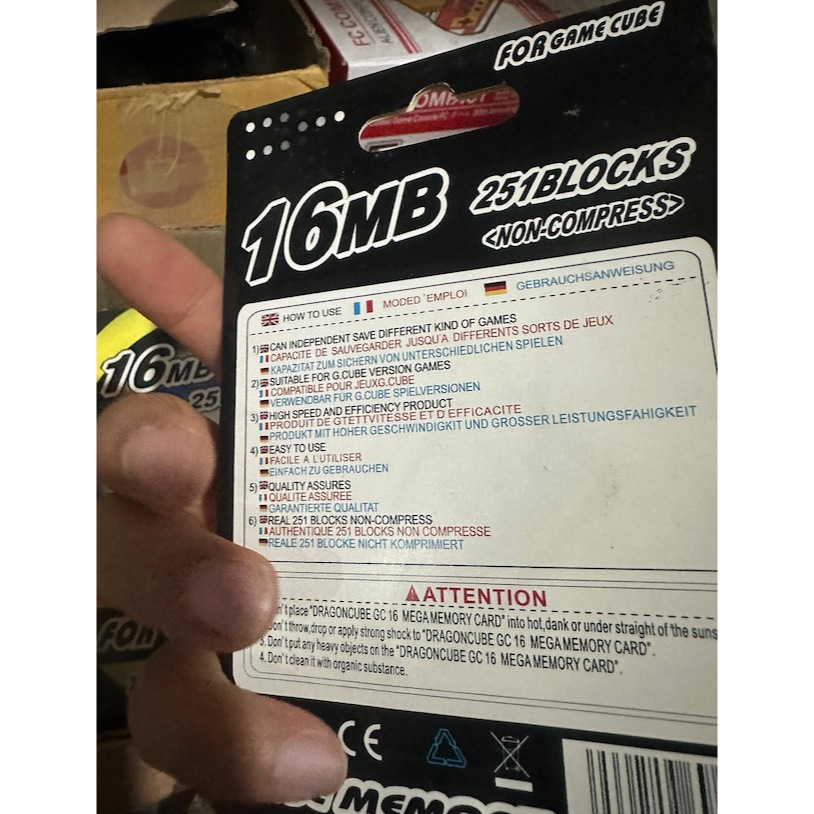 FC COM
FOR GAME CUBE
16MB
251BLOCKS
<NON-COMPRESS>
HOW TO USE MODED'EMPLOI GEBRAUCHSANWEISUNG
1) CAN INDEPENDENT SAVE DIFFERENT KIND OF GAMES
CAPACITE DE SAUVEGARDER JUSQU'A DIFFERENTS SORTS DE JEUX
KAPAZITAT ZUM SICHERN VON UNTERSCHIEDLICHEN SPIELEN
2) SUITABLE FOR G.CUBE VERSION GAMES
COMPATIBLE POUR JEUXG.CUBE
VERWENDBAR FÜR G.CUBE SPIELVERSIONEN
3) HIGH SPEED AND EFFICIENCY PRODUCT
PRODUIT DE GTETTVITESSE ET D'EFFICACITE
PRODUKT MIT HOHER GESCHWINDIGKIT UND GROSSER LEISTUNGSFAHIGKEIT
4) EASY TO USE
FACILE A L'UTILISER
EINFACH ZU GEBRAUCHEN
5) QUALITY ASSURES
QUALITE ASSUREE
GARANTIERTE QUALITAT
6) REAL 251 BLOCKS NON-COMPRESS
AUTHENTIQUE 251 BLOCKS NON COMPRESSE
REALE 251 BLOCKE NICHT KOMPRIMIERT
ATTENTION
place "DRAGONCUBE GC 16 MEGA MEMORY CARD" into hot,dank or under straight of the suns
Don't throw,drop or apply strong shock to "DRAGONCUBE GC 16 MEGA MEMORY CARD".
3. Don't put any heavy objects on the "DRAGONCUBE GC 16 MEGA MEMORY CARD".
4. Don't clean it with organic substance.
CE
16MB
25
FOR